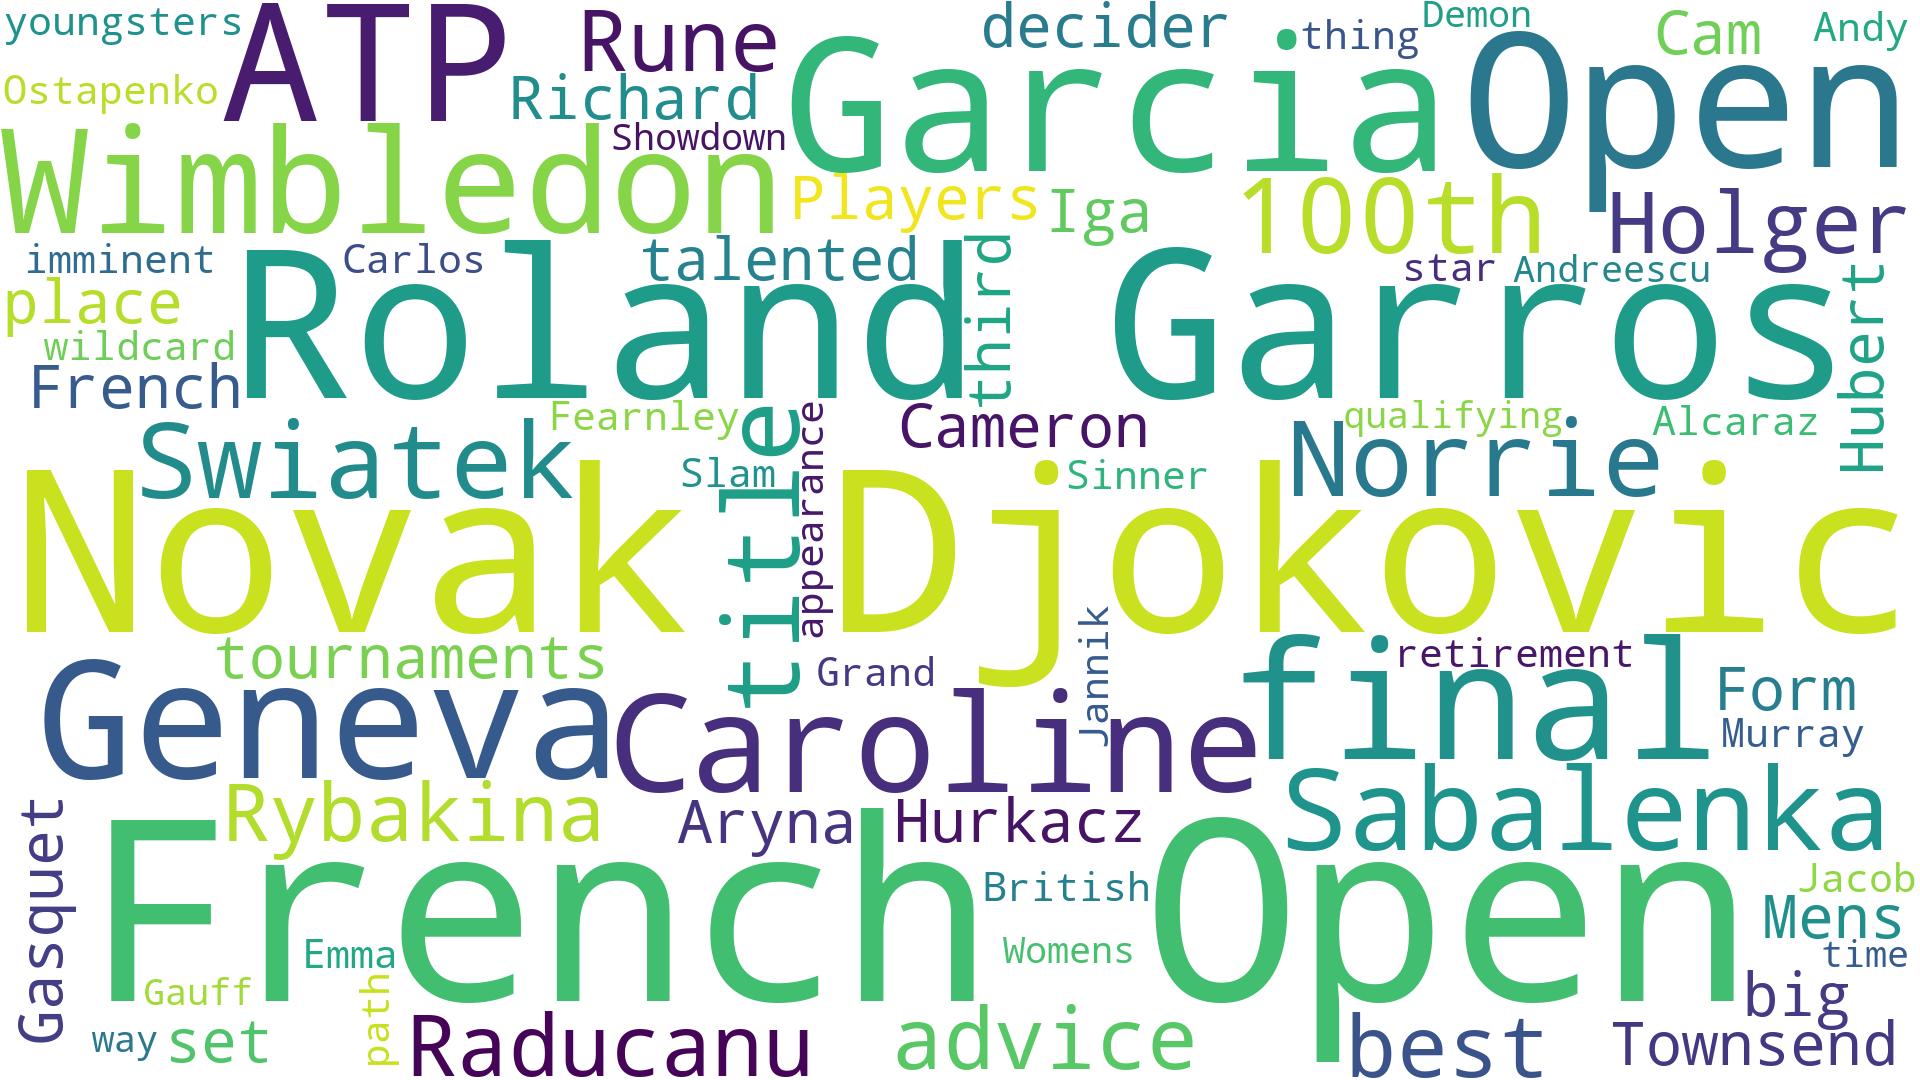 youngsters
ATP
Rune
decider
thing
Demon
Cam
Andy
Ostapenko
Richard
Garcia
Open
Wimbledon
Showdown
Players
Iga
100th
Holger
imminent
Carlos
talented
third
star
Andreescu
Hubert
place
Roland Garros
wildcard
French
Swiatek
Fearnley
title
appearance
Cameron
qualifying
Alcaraz
Norrie
Slam
Sinner
Novak Djokovic
tournaments
Grand
Jannik
final
retirement
Form
Murray
Geneva
Caroline
Sabalenka
Rybakina
Aryna
Hurkacz
Gasquet
French Open
British
Jacob
Mens
Emma
Womens
time
Gauff
path
big
way
set
Raducanu
advice
best
Townsend